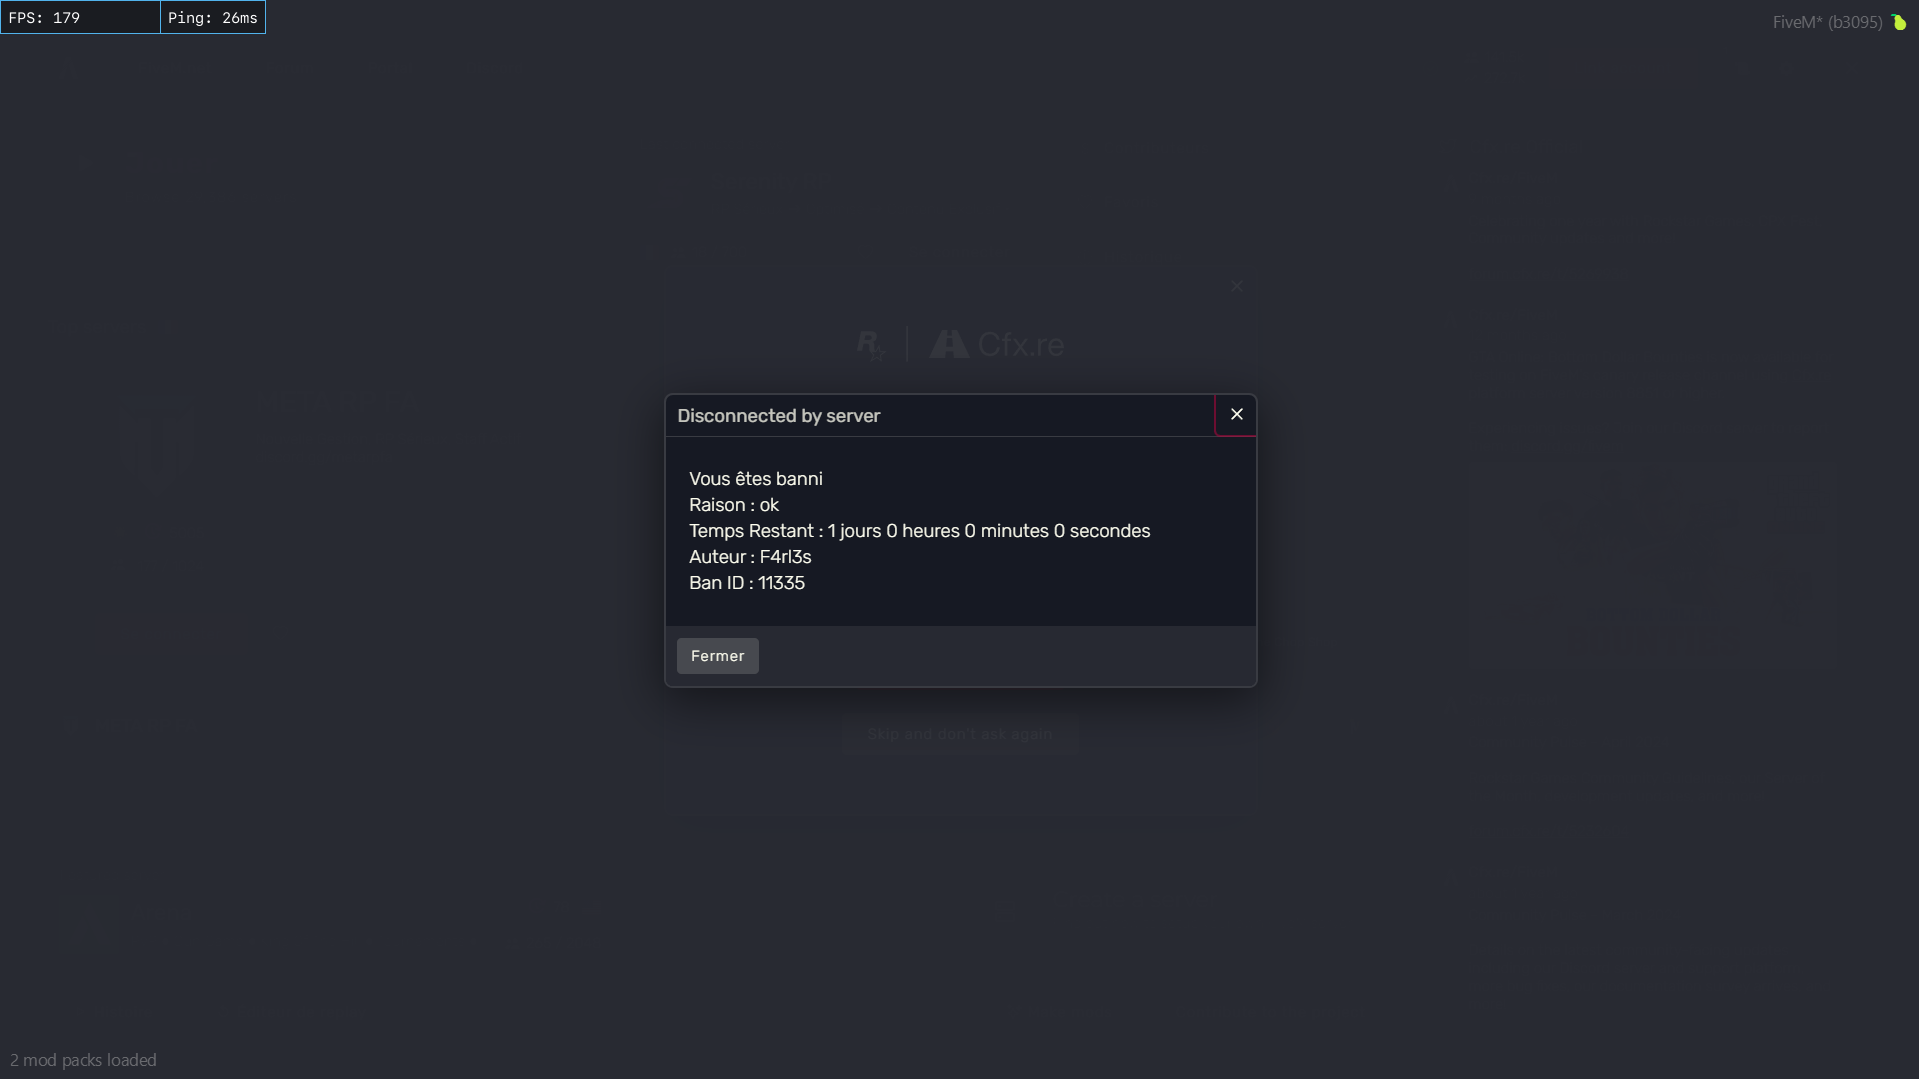 FPS: 179
Ping: 26ms
FiveM* (b3095)
Cfx.re
Disconnected by server
Vous êtes banni
Raison : ok
Temps Restant : 1 jours 0 heures 0 minutes 0 secondes
Auteur : F4rl3s
Ban ID : 11335
Fermer
Skip and don't ask again
2 mod packs loaded